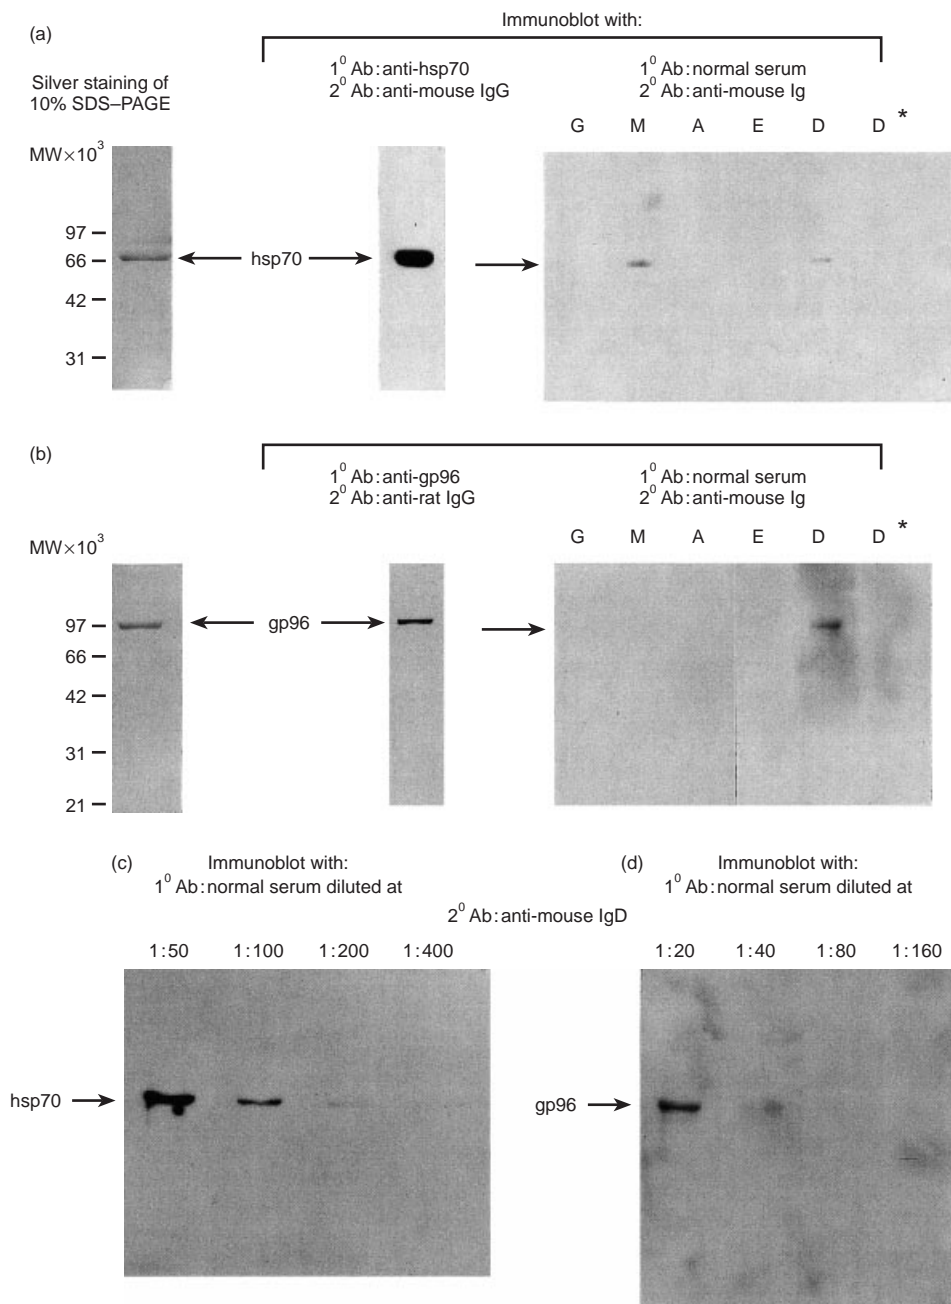 (a)
Immunoblot with:
Silver staining of
10% SDS–PAGE
1⁰ Ab:anti-hsp70
2⁰ Ab:anti-mouse IgG
1⁰ Ab:normal serum
2⁰ Ab:anti-mouse Ig
G M A E D D*
MW×10³
97
66
42
31
hsp70
(b)
1⁰ Ab:anti-gp96
2⁰ Ab:anti-rat IgG
1⁰ Ab:normal serum
2⁰ Ab:anti-mouse Ig
G M A E D D*
MW×10³
97
66
42
31
21
gp96
(c) Immunoblot with:
1⁰ Ab:normal serum diluted at
(d) Immunoblot with:
1⁰ Ab:normal serum diluted at
2⁰ Ab:anti-mouse IgD
1:50 1:100 1:200 1:400
hsp70
1:20 1:40 1:80 1:160
gp96